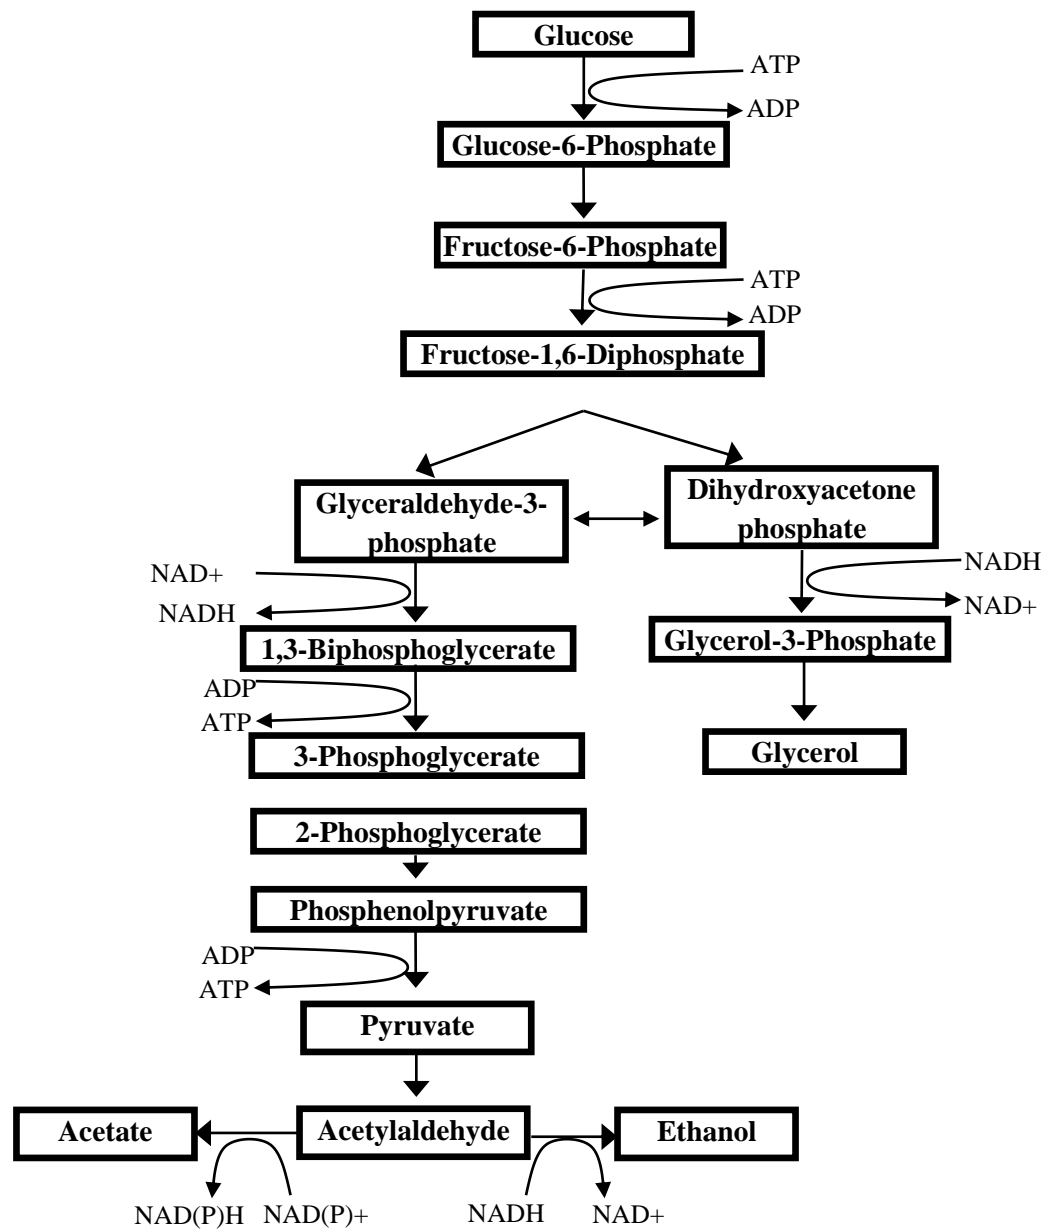 Glucose
ATP
ADP
Glucose-6-Phosphate
Fructose-6-Phosphate
ATP
ADP
Fructose-1,6-Diphosphate
Glyceraldehyde-3-
phosphate
Dihydroxyacetone
phosphate
NAD+
NADH
NADH
NAD+
1,3-Biphosphoglycerate
Glycerol-3-Phosphate
ADP
ATP
3-Phosphoglycerate
Glycerol
2-Phosphoglycerate
Phosphenolpyruvate
ADP
ATP
Pyruvate
Acetate
Acetylaldehyde
Ethanol
NAD(P)H
NAD(P)+
NADH
NAD+